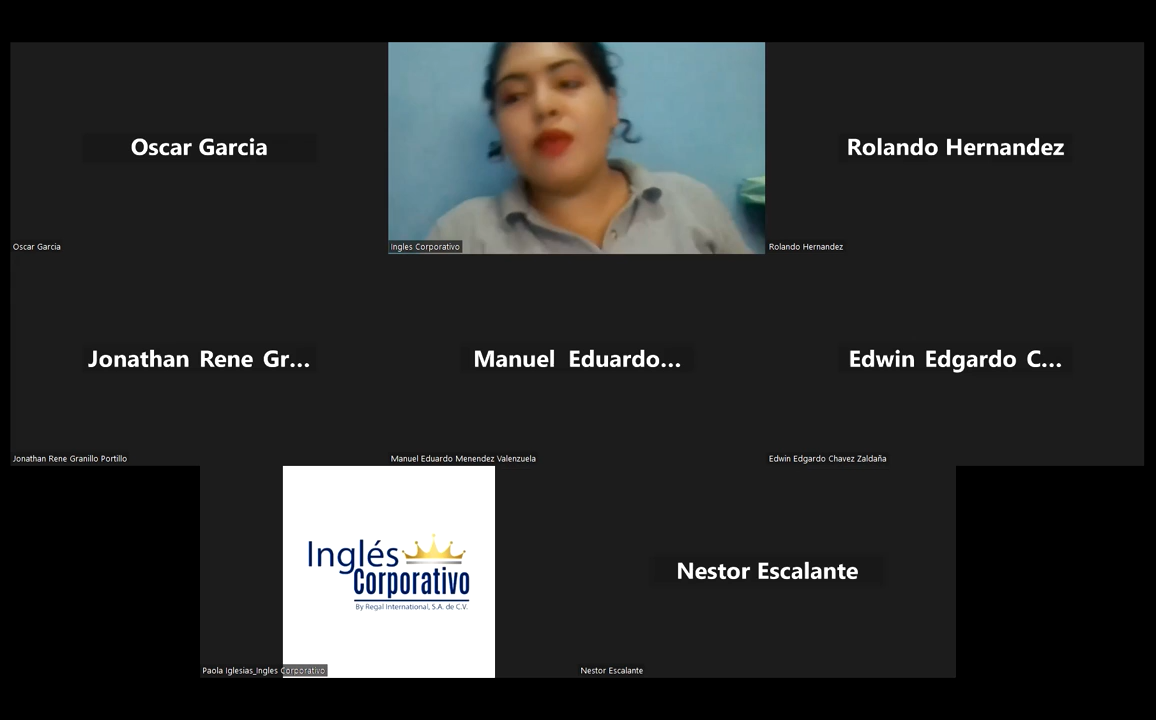 Oscar Garcia
Oscar Garcia
Ingles Corporativo
Rolando Hernandez
Rolando Hernandez
Jonathan Rene Gr...
Jonathan Rene Granillo Portillo
Manuel Eduardo...
Manuel Eduardo Menendez Valenzuela
Edwin Edgardo C...
Edwin Edgardo Chavez Zaldaña
Inglés
Corporativo
By Regal International, S.A. de C.V.
Paola Iglesias_Ingles Corporativo
Nestor Escalante
Nestor Escalante